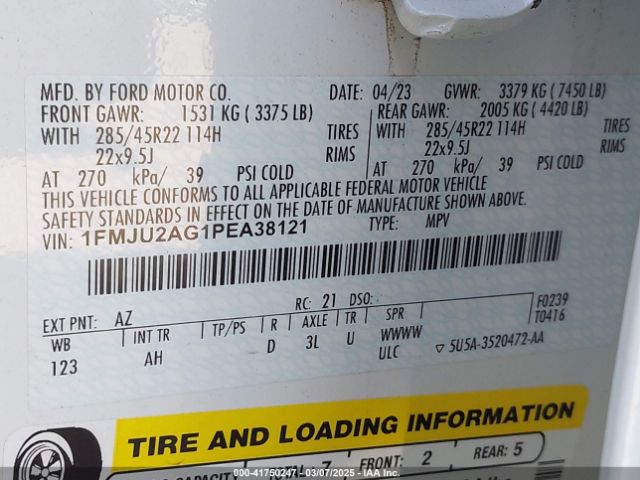 MFD. BY FORD MOTOR CO.
DATE: 04/23 GVWR: 3379 KG ( 7450 LB)
FRONT GAWR: 1531 KG ( 3375 LB)
REAR GAWR: 2005 KG ( 4420 LB)
WITH 285/45R22 114H TIRES
WITH 285/45R22 114H TIRES
22x9.5J RIMS
22x9.5J RIMS
AT 270 kPa/ 39 PSI COLD
AT 270 kPa/ 39 PSI COLD
THIS VEHICLE CONFORMS TO ALL APPLICABLE FEDERAL MOTOR VEHICLE
SAFETY STANDARDS IN EFFECT ON THE DATE OF MANUFACTURE SHOWN ABOVE.
VIN: 1FMJU2AG1PEA38121
TYPE: MPV
F0239
T0416
RC: 21 DSO:
EXT PNT: AZ
WB INT TR TP/PS R AXLE TR SPR
123 AH D 3L U WWWW
ULC ▽ 5U5A-3520472-AA
TIRE AND LOADING INFORMATION
CAPACITY 7 FRONT: 2 REAR: 5
000-41750247 - 03/07/2025 - IAAI.COM